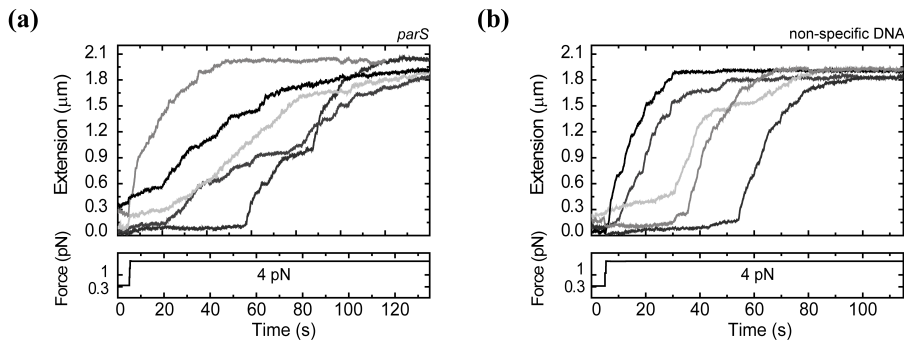 (a)
parS
2.1
1.8
1.5
1.2
0.9
0.6
0.3
0.0
Extension (μm)
1
0.3
Force (pN)
4 pN
0 20 40 60 80 100 120
Time (s)
(b)
non-specific DNA
2.1
1.8
1.5
1.2
0.9
0.6
0.3
0.0
Extension (μm)
1
0.3
Force (pN)
4 pN
0 20 40 60 80 100
Time (s)